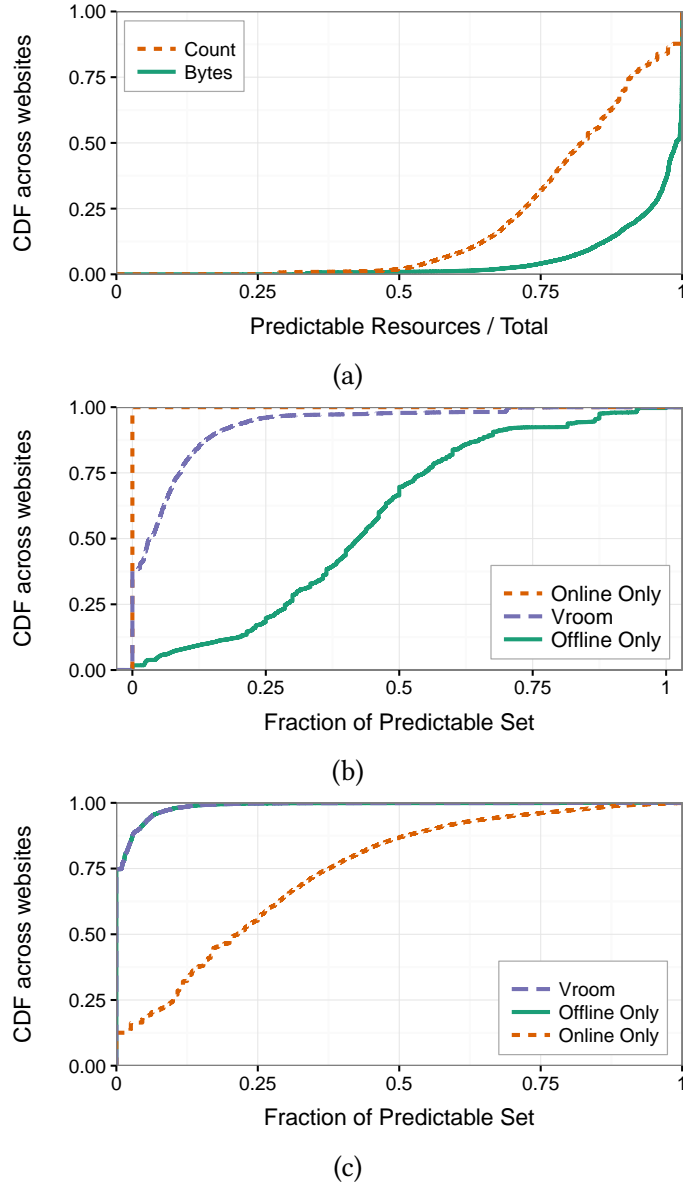 1.00
0.75
0.50
0.25
0.00
CDF across websites
Count
Bytes
0 0.25 0.5 0.75 1
Predictable Resources / Total
(a)
1.00
0.75
0.50
0.25
0.00
CDF across websites
Online Only
Vroom
Offline Only
0 0.25 0.5 0.75 1
Fraction of Predictable Set
(b)
1.00
0.75
0.50
0.25
0.00
CDF across websites
Vroom
Offline Only
Online Only
0 0.25 0.5 0.75 1
Fraction of Predictable Set
(c)